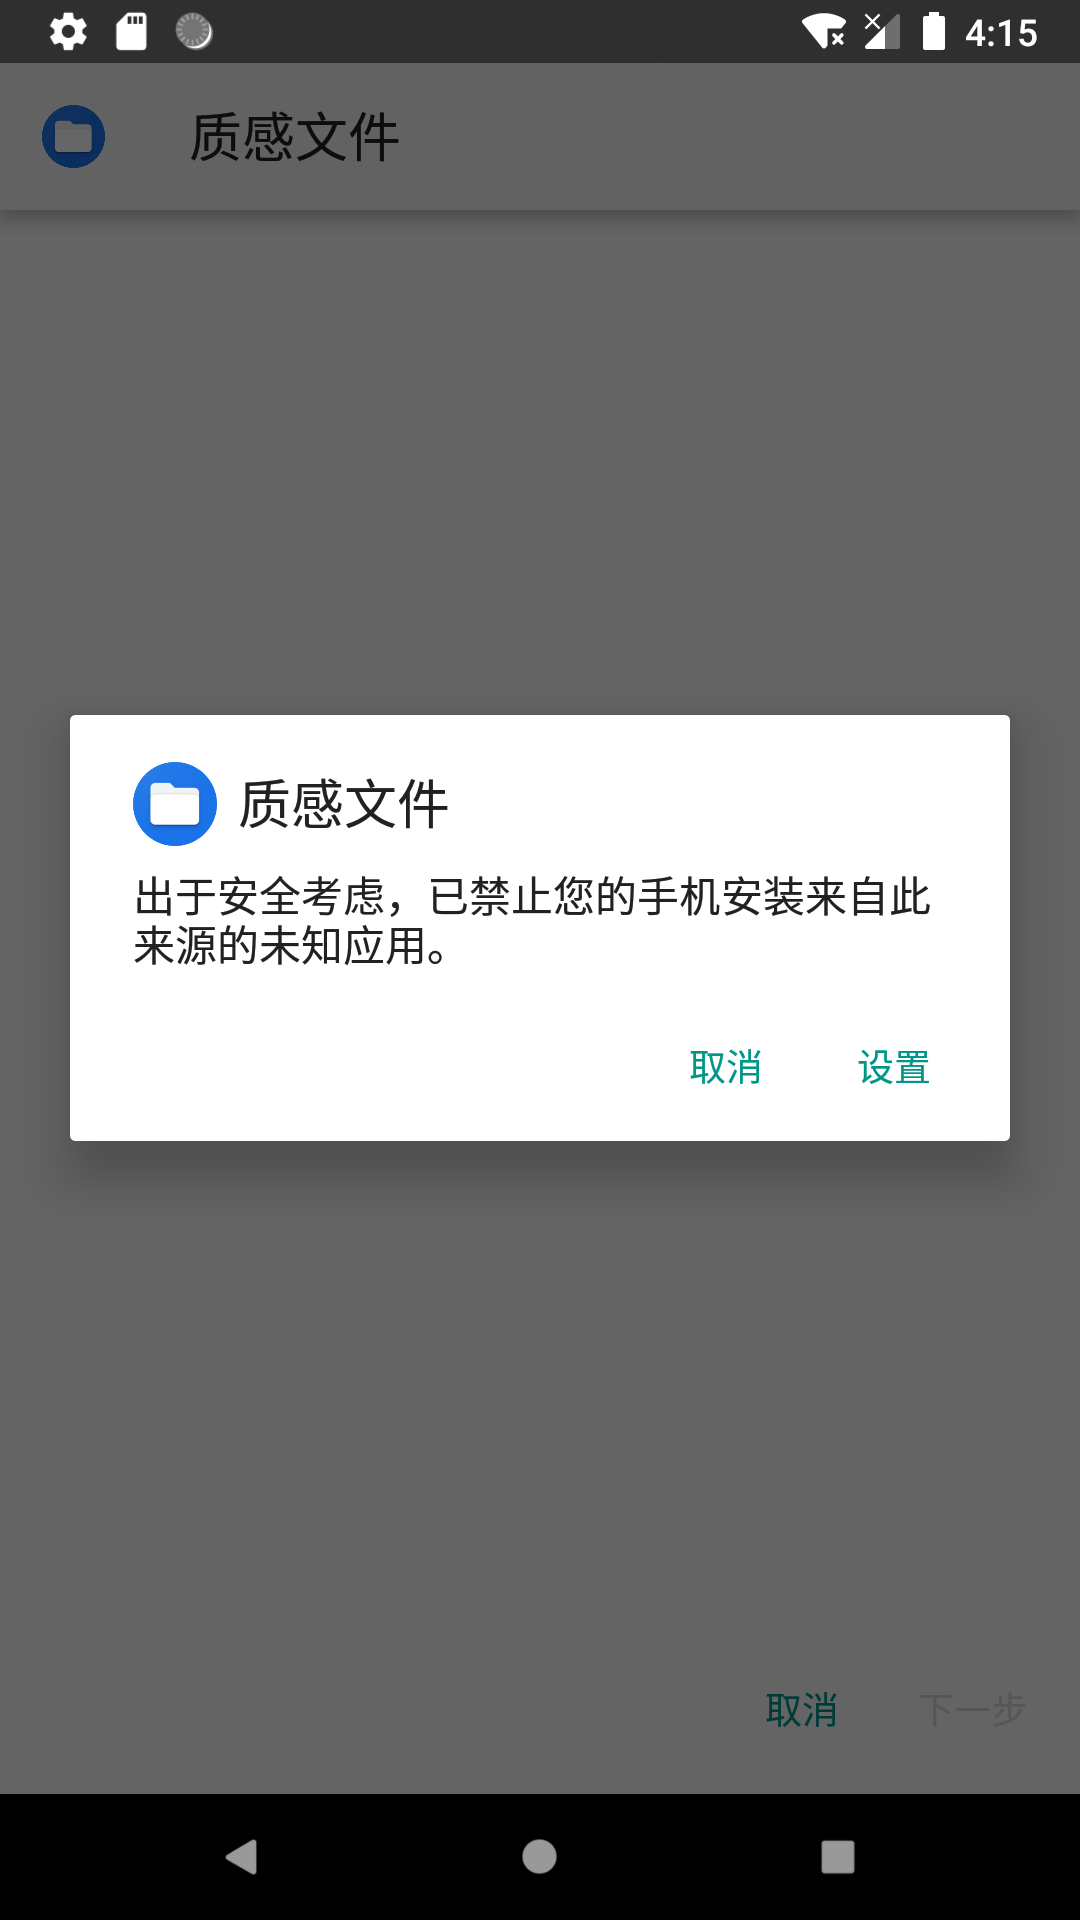 4:15
质感文件
质感文件
出于安全考虑，已禁止您的手机安装来自此
来源的未知应用。
取消 设置
取消 下一步